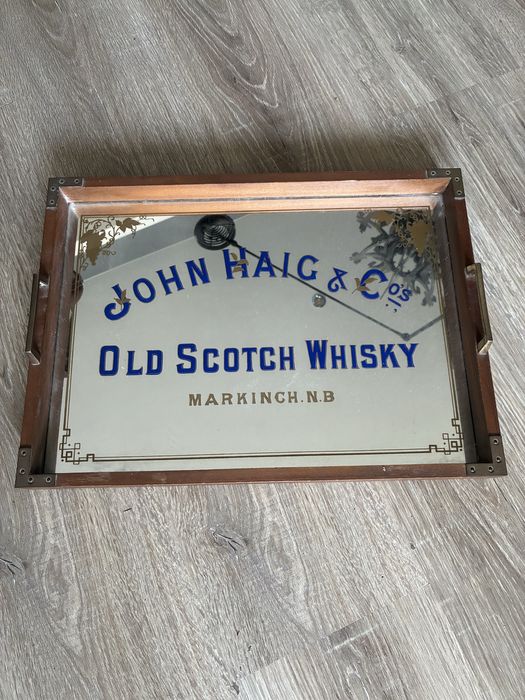 JOHN HAIG & Co's
OLD SCOTCH WHISKY
MARKINCH. N.B